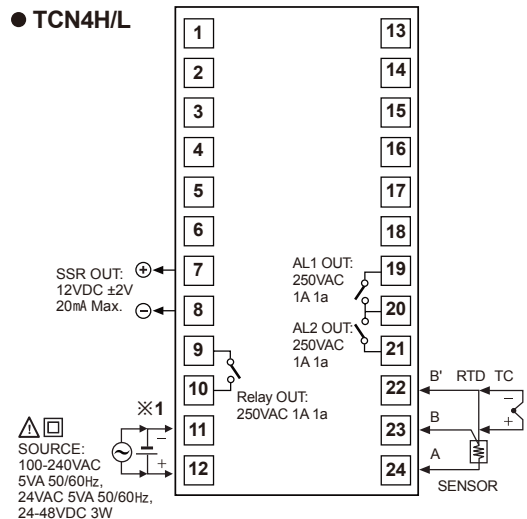 ● TCN4H/L
1
2
3
4
5
6
7
8
9
10
11
12
13
14
15
16
17
18
19
20
21
22
23
24
SSR OUT:
12VDC ±2V
20mA Max.
+
−
Relay OUT:
250VAC 1A 1a
※1
−
+
SOURCE:
100-240VAC
5VA 50/60Hz,
24VAC 5VA 50/60Hz,
24-48VDC 3W
AL1 OUT:
250VAC
1A 1a
AL2 OUT:
250VAC
1A 1a
B' RTD TC
−
B
+
A
SENSOR